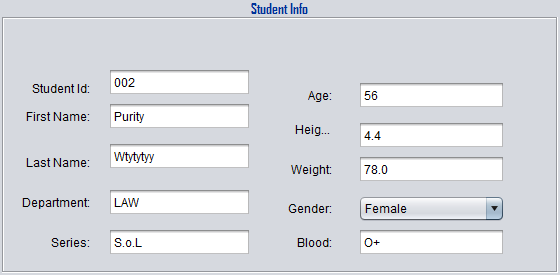 Student Info
Student Id: 002
First Name: Purity
Last Name: Wtytytyy
Department: LAW
Series: S.o.L
Age: 56
Heig... 4.4
Weight: 78.0
Gender: Female
Blood: O+